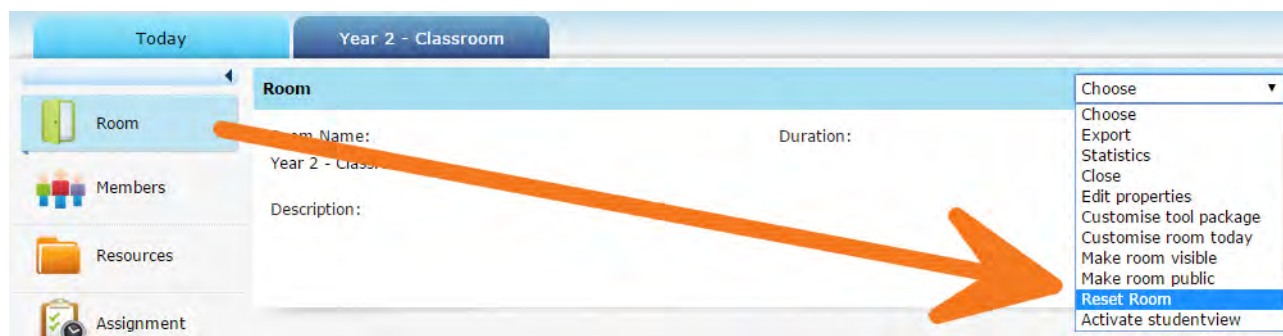 Today
Year 2 - Classroom
Room
Choose
Room
Room Name:
Duration:
Year 2 -
Members
Description:
Resources
Assignment
Choose
Export
Statistics
Close
Edit properties
Customise tool package
Customise room today
Make room visible
Make room public
Reset Room
Activate studentview